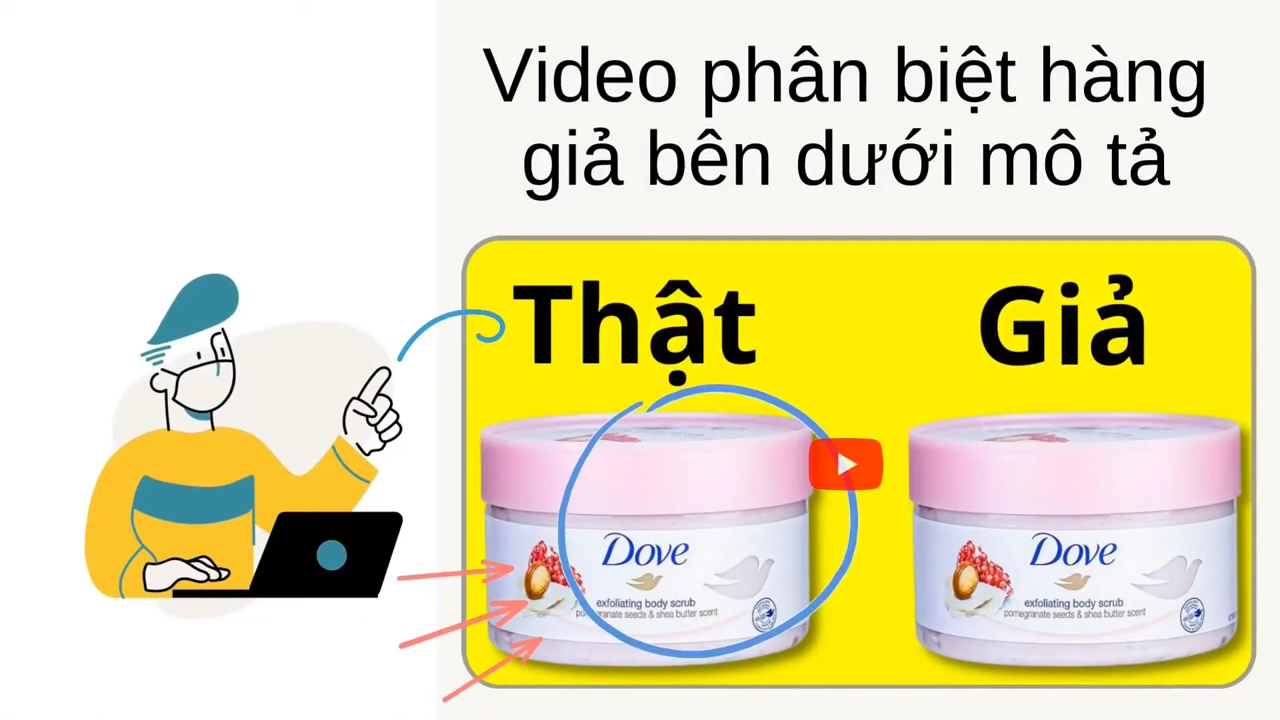 Video phân biệt hàng
giả bên dưới mô tả
Thật
Giả
Dove
exfoliating body scrub
pomegranate seeds & shea butter scent
Dove
exfoliating body scrub
pomegranate seeds & shea butter scent